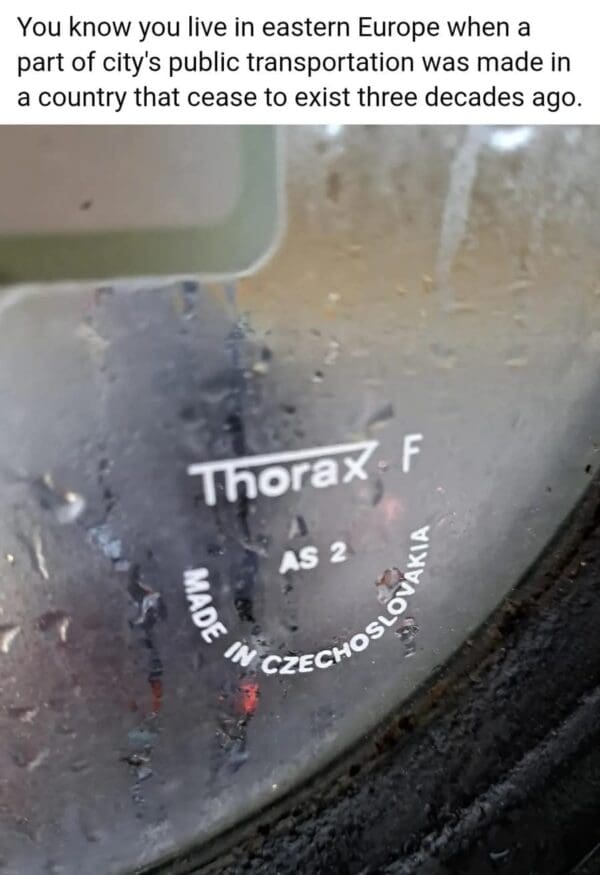 You know you live in eastern Europe when a
part of city's public transportation was made in
a country that cease to exist three decades ago.
Thorax F
AS 2
MADE IN CZECHOSLOVAKIA